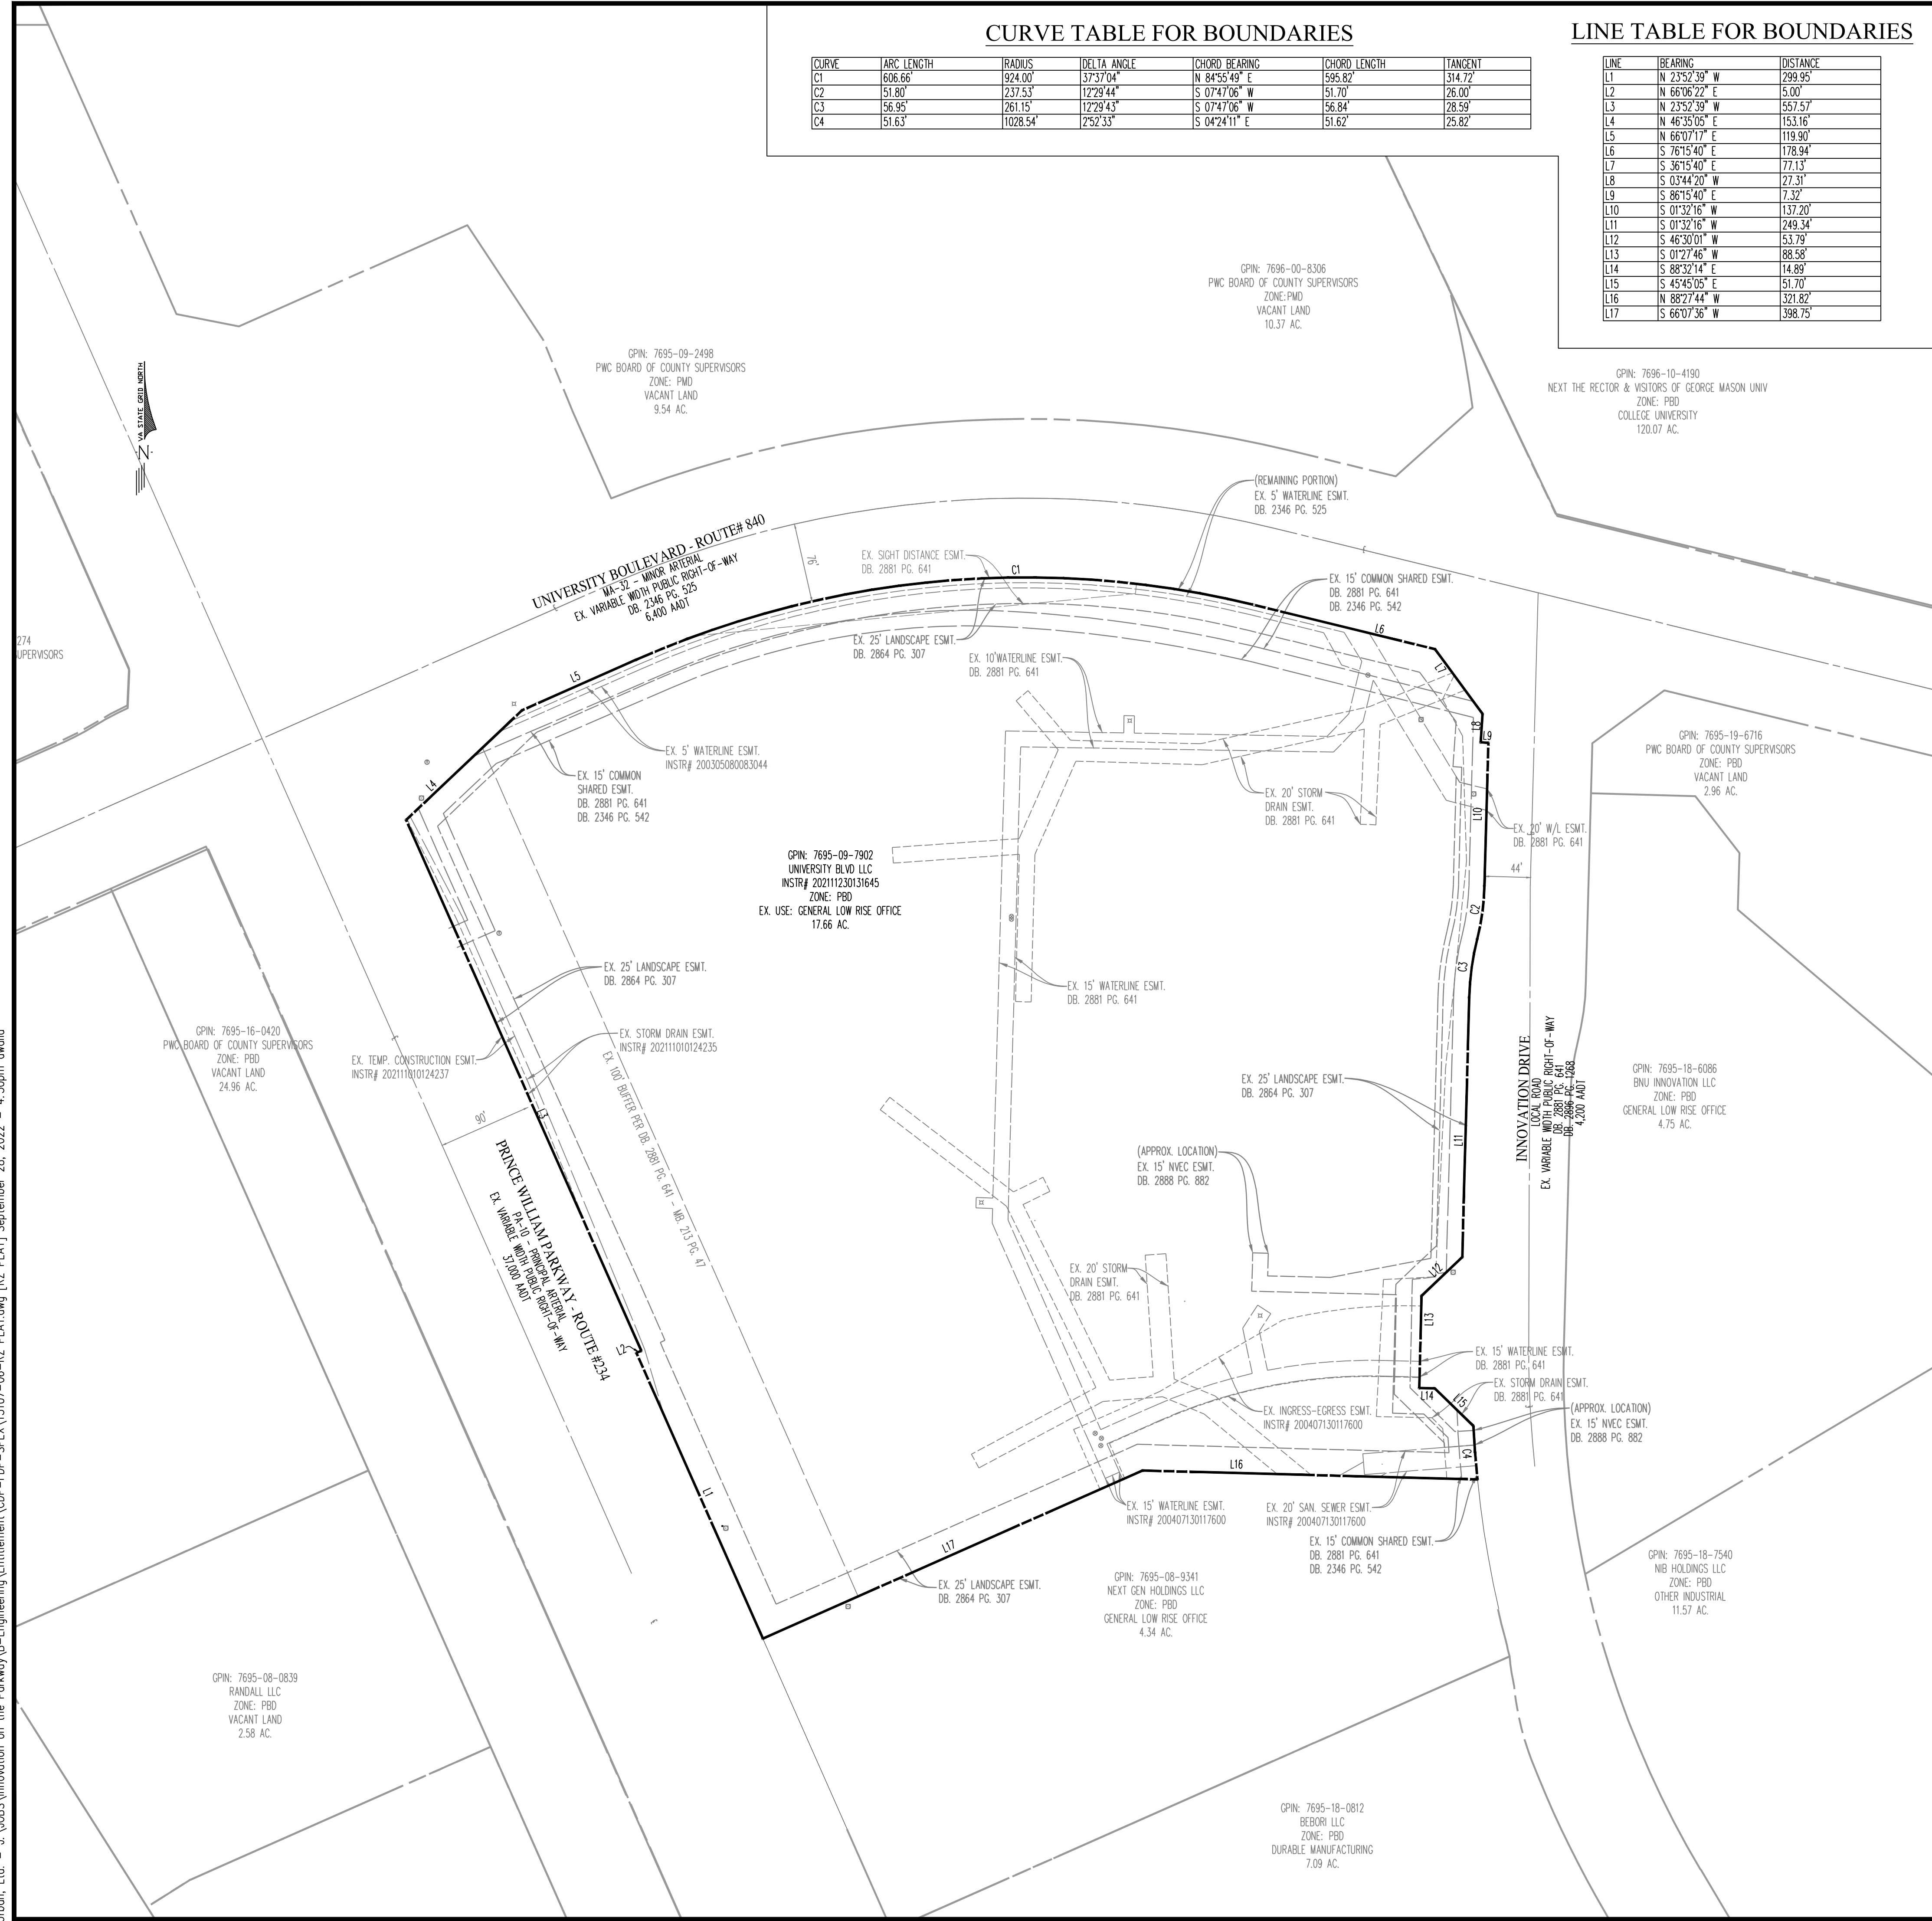 CURVE TABLE FOR BOUNDARIES
CURVE ARC LENGTH RADIUS DELTA ANGLE CHORD BEARING CHORD LENGTH TANGENT
C1 606.66' 924.00' 37°37'04" N 84°55'49" E 595.82' 314.72'
C2 51.80' 237.53' 12°29'44" S 07°47'06" W 51.70' 26.00'
C3 56.95' 261.15' 12°29'43" S 07°47'06" W 56.84' 28.59'
C4 51.63' 1028.54' 2°52'33" S 04°24'11" E 51.62' 25.82'
LINE TABLE FOR BOUNDARIES
LINE BEARING DISTANCE
L1 N 23°52'39" W 299.95'
L2 N 66°06'22" E 5.00'
L3 N 23°52'39" W 557.57'
L4 N 46°35'05" E 153.16'
L5 N 66°07'17" E 119.90'
L6 S 76°15'40" E 178.94'
L7 S 36°15'40" E 77.13'
L8 S 03°44'20" W 27.31'
L9 S 86°15'40" E 7.32'
L10 S 01°32'16" W 137.20'
L11 S 01°32'16" W 249.34'
L12 S 46°30'01" W 53.79'
L13 S 01°27'46" W 88.58'
L14 S 88°32'14" E 14.89'
L15 S 45°45'05" E 51.70'
L16 N 88°27'44" W 321.82'
L17 S 66°07'36" W 398.75'
GPIN: 7696-00-8306
PWC BOARD OF COUNTY SUPERVISORS
ZONE:PMD
VACANT LAND
10.37 AC.
GPIN: 7695-09-2498
PWC BOARD OF COUNTY SUPERVISORS
ZONE: PMD
VACANT LAND
9.54 AC.
GPIN: 7696-10-4190
NEXT THE RECTOR & VISITORS OF GEORGE MASON UNIV
ZONE: PBD
COLLEGE UNIVERSITY
120.07 AC.
VA STATE GRID NORTH
N
(REMAINING PORTION)
EX. 5' WATERLINE ESMT.
DB. 2346 PG. 525
UNIVERSITY BOULEVARD - ROUTE# 840
MA-32 - MINOR ARTERIAL
EX. VARIABLE WIDTH PUBLIC RIGHT-OF-WAY
DB. 2346 PG. 525
6,400 AADT
76'
EX. SIGHT DISTANCE ESMT.
DB. 2881 PG. 641
C1
EX. 15' COMMON SHARED ESMT.
DB. 2881 PG. 641
DB. 2346 PG. 542
L6
EX. 25' LANDSCAPE ESMT.
DB. 2864 PG. 307
274
UPERVISORS
EX. 10'WATERLINE ESMT.
DB. 2881 PG. 641
L7
L5
L8
L9
EX. 5' WATERLINE ESMT.
INSTR# 200305080083044
GPIN: 7695-19-6716
PWC BOARD OF COUNTY SUPERVISORS
ZONE: PBD
VACANT LAND
2.96 AC.
EX. 15' COMMON
SHARED ESMT.
DB. 2881 PG. 641
DB. 2346 PG. 542
L4
EX. 20' STORM
DRAIN ESMT.
DB. 2881 PG. 641
L10
EX. 20' W/L ESMT.
DB. 2881 PG. 641
GPIN: 7695-09-7902
UNIVERSITY BLVD LLC
INSTR# 202111230131645
ZONE: PBD
EX. USE: GENERAL LOW RISE OFFICE
17.66 AC.
44'
C2
C3
EX. 25' LANDSCAPE ESMT.
DB. 2864 PG. 307
EX. 15' WATERLINE ESMT.
DB. 2881 PG. 641
GPIN: 7695-16-0420
PWC BOARD OF COUNTY SUPERVISORS
ZONE: PBD
VACANT LAND
24.96 AC.
EX. STORM DRAIN ESMT.
INSTR# 202111010124235
EX. TEMP. CONSTRUCTION ESMT.
INSTR# 202111010124237
EX. 100' BUFFER PER DB. 2881 PG. 641 - MB. 213 PG. 47
EX. 25' LANDSCAPE ESMT.
DB. 2864 PG. 307
INNOVATION DRIVE
LOCAL ROAD
EX. VARIABLE WIDTH PUBLIC RIGHT-OF-WAY
DB. 2881 PG. 641
DB. 2896 PG. 1268
4,200 AADT
GPIN: 7695-18-6086
BNU INNOVATION LLC
ZONE: PBD
GENERAL LOW RISE OFFICE
4.75 AC.
90'
L3
L11
PRINCE WILLIAM PARKWAY - ROUTE #234
PA-10 - PRINCIPAL ARTERIAL
EX. VARIABLE WIDTH PUBLIC RIGHT-OF-WAY
37,000 AADT
(APPROX. LOCATION)
EX. 15' NVEC ESMT.
DB. 2888 PG. 882
EX. 20' STORM
DRAIN ESMT.
DB. 2881 PG. 641
L12
L13
L2
EX. 15' WATERLINE ESMT.
DB. 2881 PG. 641
EX. STORM DRAIN ESMT.
DB. 2881 PG. 641
L14
L15
(APPROX. LOCATION)
EX. 15' NVEC ESMT.
DB. 2888 PG. 882
EX. INGRESS-EGRESS ESMT.
INSTR# 200407130117600
C4
L16
L1
EX. 15' WATERLINE ESMT.
INSTR# 200407130117600
EX. 20' SAN. SEWER ESMT.
INSTR# 200407130117600
EX. 15' COMMON SHARED ESMT.
DB. 2881 PG. 641
DB. 2346 PG. 542
L17
EX. 25' LANDSCAPE ESMT.
DB. 2864 PG. 307
GPIN: 7695-08-9341
NEXT GEN HOLDINGS LLC
ZONE: PBD
GENERAL LOW RISE OFFICE
4.34 AC.
GPIN: 7695-18-7540
NIB HOLDINGS LLC
ZONE: PBD
OTHER INDUSTRIAL
11.57 AC.
GPIN: 7695-08-0839
RANDALL LLC
ZONE: PBD
VACANT LAND
2.58 AC.
GPIN: 7695-18-0812
BEBORI LLC
ZONE: PBD
DURABLE MANUFACTURING
7.09 AC.